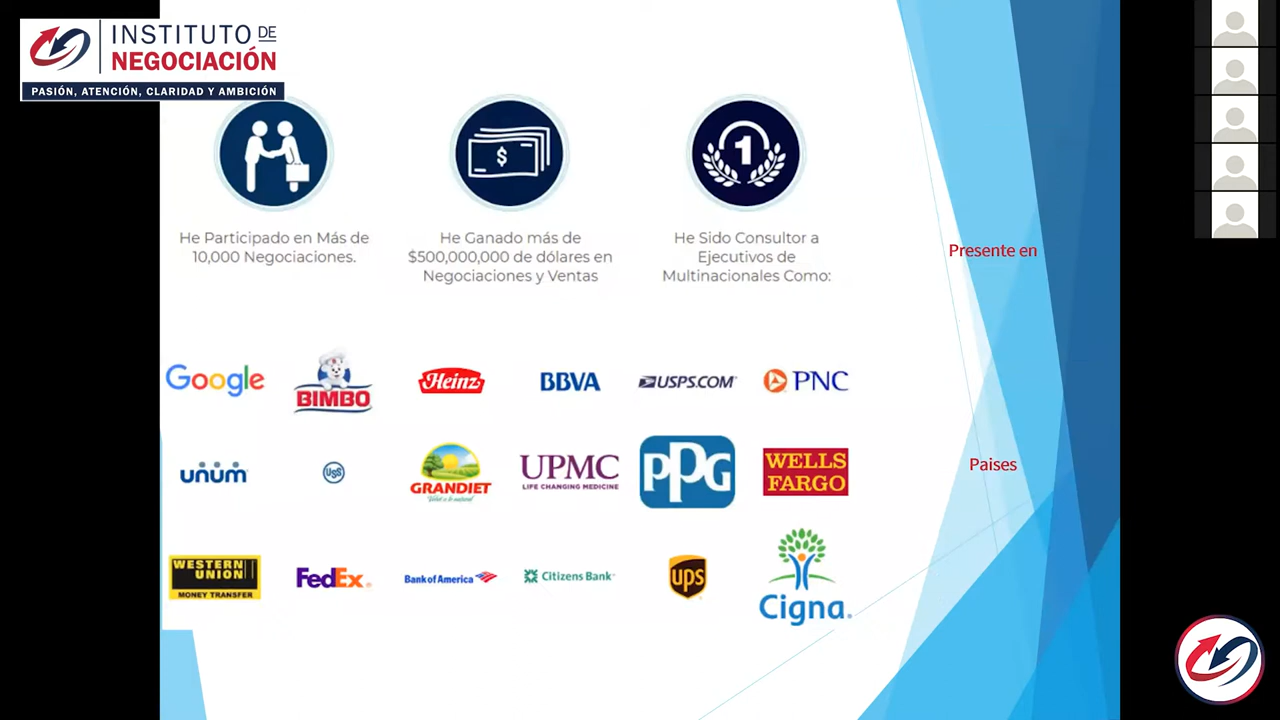 INSTITUTO DE
NEGOCIACIÓN
PASIÓN, ATENCIÓN, CLARIDAD Y AMBICIÓN
$
1
He Participado en Más de
10,000 Negociaciones.
He Ganado más de
$500,000,000 de dólares en
Negociaciones y Ventas
He Sido Consultor a
Ejecutivos de
Multinacionales Como:
Presente en
Google
BIMBO
Heinz
BBVA
USPS.COM
PNC
Paises
unum
USS
GRANDIET
UPMC
LIFE CHANGING MEDICINE
PPG
WELLS
FARGO
WESTERN
UNION
MONEY TRANSFER
FedEx
Bank of America
Citizens Bank
ups
Cigna